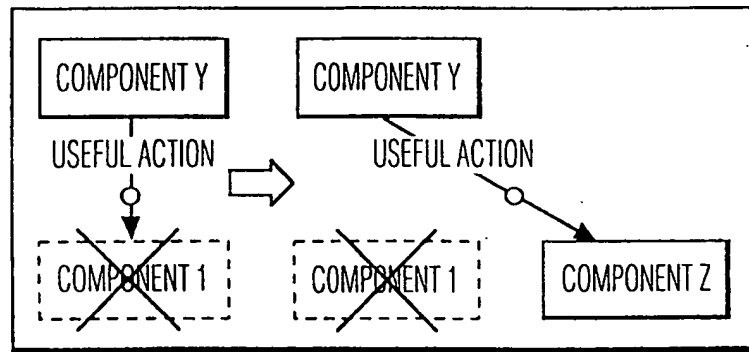 COMPONENT Y
COMPONENT Y
USEFUL ACTION
USEFUL ACTION
COMPONENT 1
COMPONENT 1
COMPONENT Z